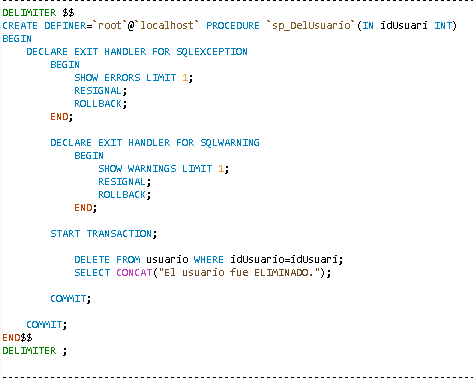 DELIMITER $$
CREATE DEFINER=`root`@`localhost` PROCEDURE `sp_DelUsuario`(IN idUsuari INT)
BEGIN
    DECLARE EXIT HANDLER FOR SQLEXCEPTION
        BEGIN
            SHOW ERRORS LIMIT 1;
            RESIGNAL;
            ROLLBACK;
        END;

        DECLARE EXIT HANDLER FOR SQLWARNING
            BEGIN
                SHOW WARNINGS LIMIT 1;
                RESIGNAL;
                ROLLBACK;
            END;

        START TRANSACTION;

            DELETE FROM usuario WHERE idUsuario=idUsuari;
            SELECT CONCAT("El usuario fue ELIMINADO.");

        COMMIT;

    COMMIT;
END$$
DELIMITER ;